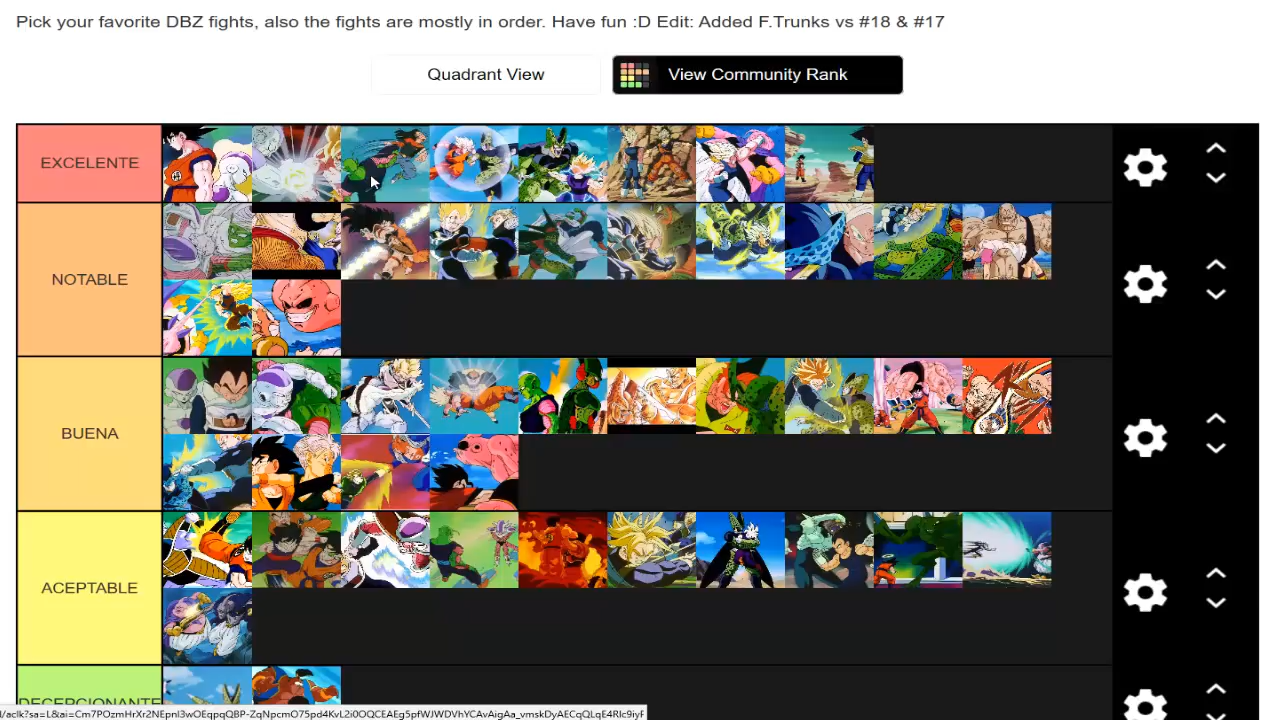 Pick your favorite DBZ fights, also the fights are mostly in order. Have fun :D Edit: Added F.Trunks vs #18 & #17
Quadrant View
View Community Rank
EXCELENTE
NOTABLE
BUENA
ACEPTABLE
DECEPCIONANTE